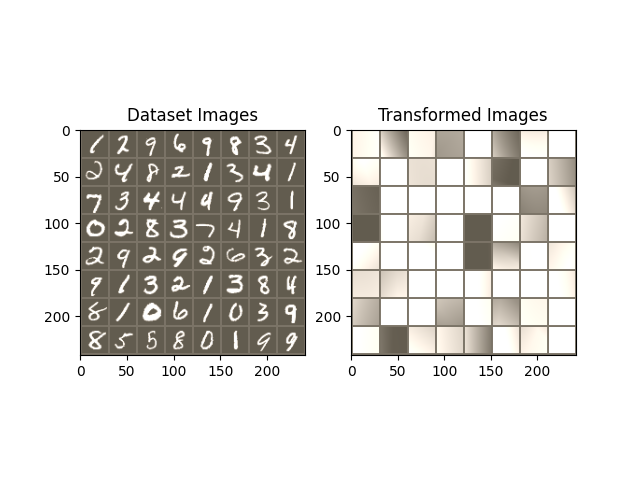 Dataset Images
Transformed Images
0
50
100
150
200
1 2 9 6 9 8 3 4
2 4 8 2 1 3 4 1
7 3 4 4 4 9 3 1
0 2 8 3 7 4 1 8
2 9 2 9 2 6 3 2
9 1 3 2 1 3 8 4
8 1 0 6 1 0 3 9
8 5 5 8 0 1 9 9
0 50 100 150 200
0
50
100
150
200
0 50 100 150 200